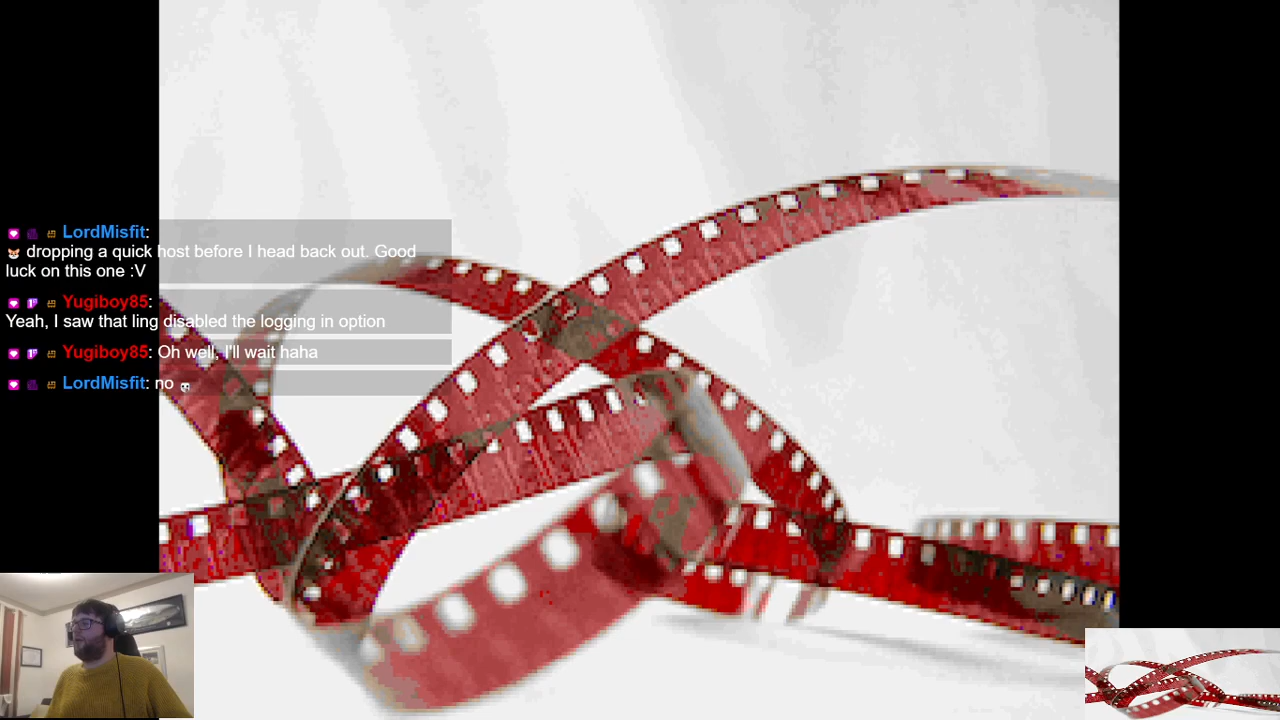 LordMisfit:
dropping a quick host before I head back out. Good
luck on this one :V
Yugiboy85:
Yeah, I saw that ling disabled the logging in option
Yugiboy85: Oh well, I'll wait haha
LordMisfit: no